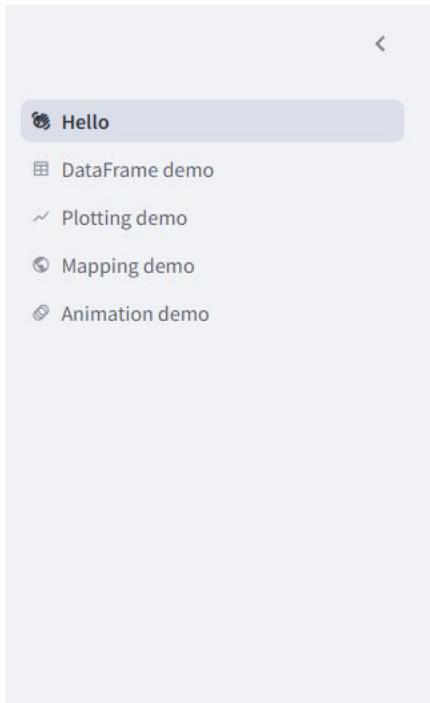 Hello
DataFrame demo
Plotting demo
Mapping demo
Animation demo